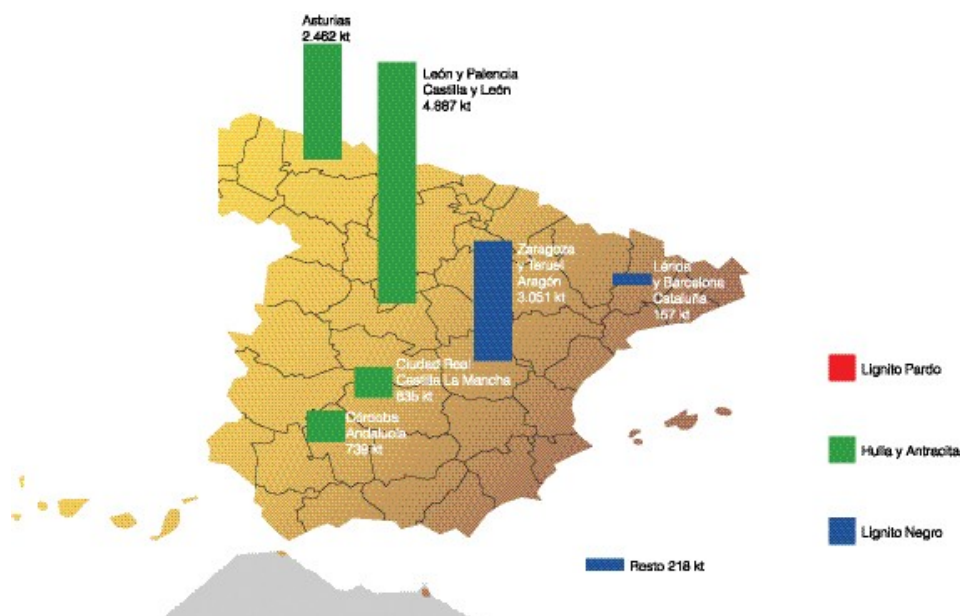 Asturias
2.462 kt
León y Palencia
Castilla y León
4.887 kt
Zaragoza
y Teruel
Aragón
3.051 kt
Lérida
y Barcelona
Cataluña
157 kt
Ciudad Real
Castilla La Mancha
635 kt
Córdoba
Andalucía
739 kt
Lignito Pardo
Hulla y Antracita
Lignito Negro
Resto 218 kt